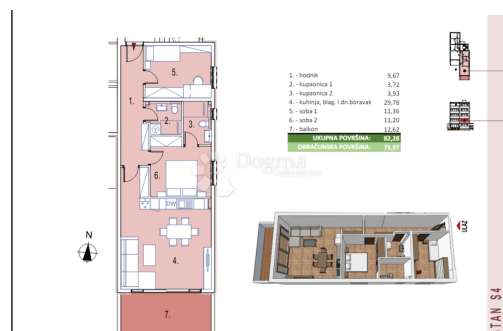 1. - hodnik 9,67
2. - kupaonica 1 3,72
3. - kupaonica 2 3,93
4. - kuhinja, blag. i dn.boravak 29,78
5. - soba 1 11,36
6. - soba 2 11,20
7. - balkon 12,62
UKUPNA POVRŠINA: 82,28
OBRAČUNSKA POVRŠINA: 75,97
1.
5.
2.
3.
6.
DW
4.
7.
N
Dogma
ULAZ
STAN S4